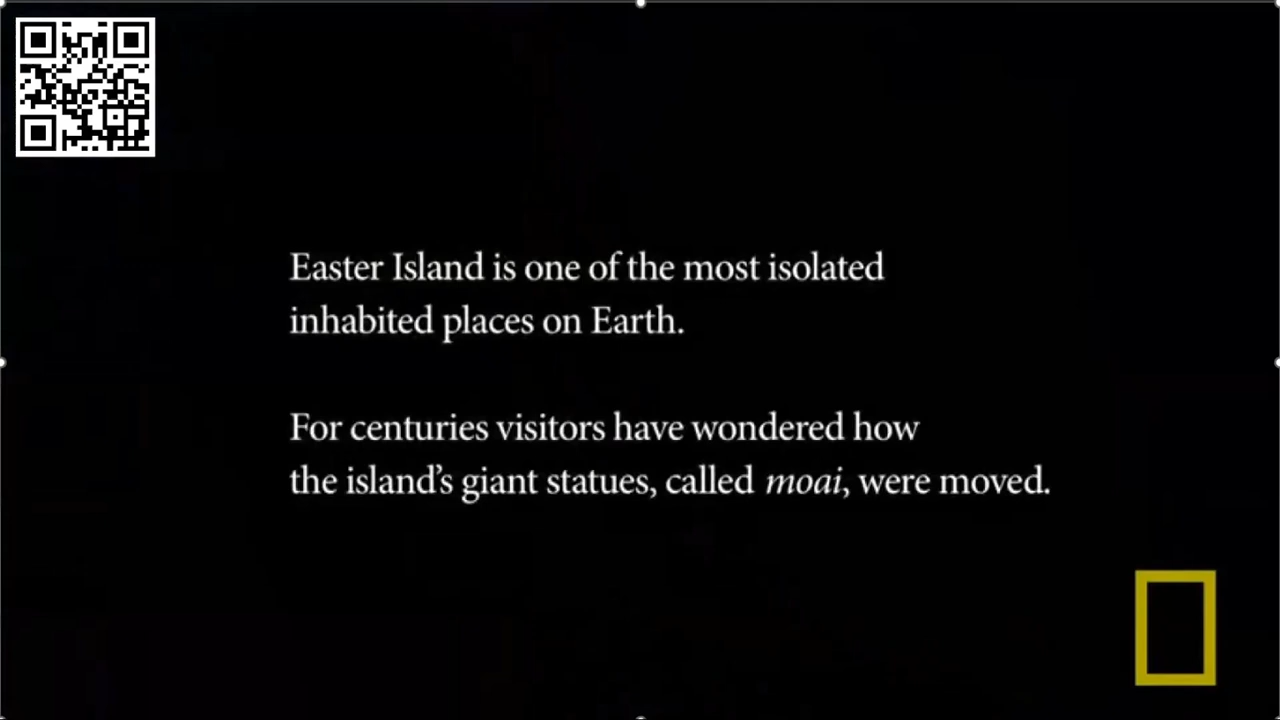 Easter Island is one of the most isolated
inhabited places on Earth.
For centuries visitors have wondered how
the island’s giant statues, called moai, were moved.